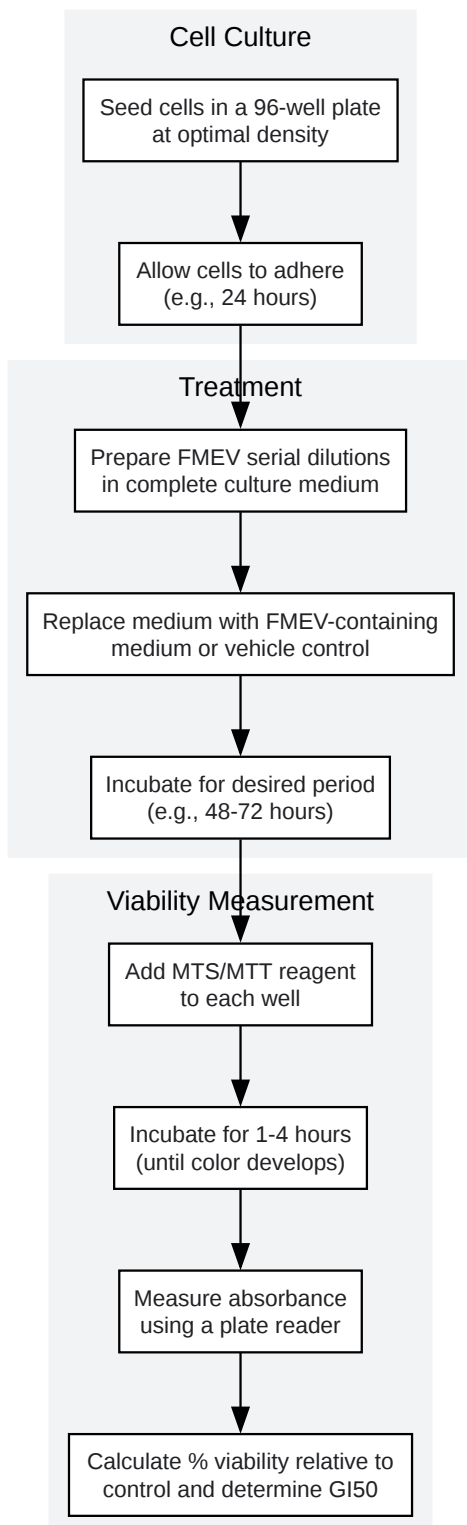 Cell Culture
Seed cells in a 96-well plate
at optimal density
Allow cells to adhere
(e.g., 24 hours)
Treatment
Prepare FMEV serial dilutions
in complete culture medium
Replace medium with FMEV-containing
medium or vehicle control
Incubate for desired period
(e.g., 48-72 hours)
Viability Measurement
Add MTS/MTT reagent
to each well
Incubate for 1-4 hours
(until color develops)
Measure absorbance
using a plate reader
Calculate % viability relative to
control and determine GI50